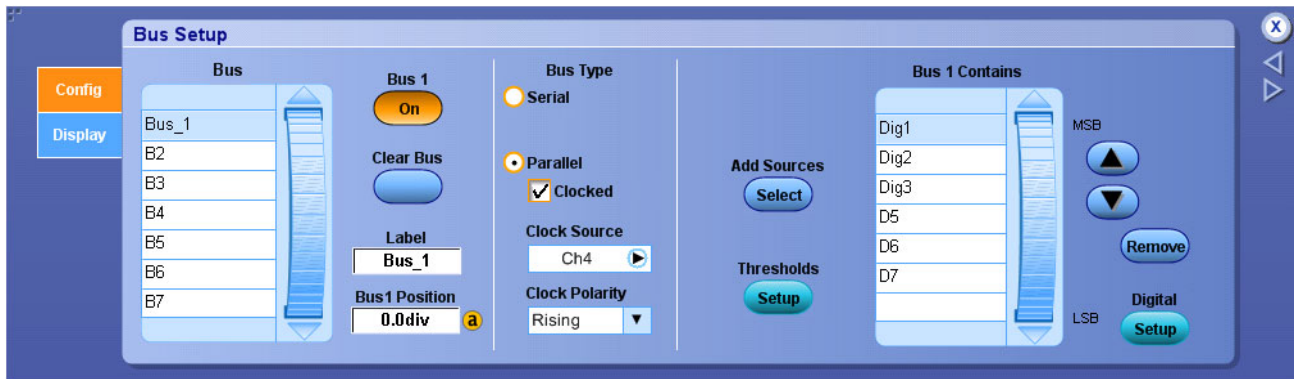 Bus Setup
X
Config
Display
Bus
Bus_1
B2
B3
B4
B5
B6
B7
Bus 1
On
Clear Bus
Label
Bus_1
Bus1 Position
0.0div
a
Bus Type
Serial
Parallel
Clocked
Clock Source
Ch4
Clock Polarity
Rising
Add Sources
Select
Thresholds
Setup
Bus 1 Contains
Dig1
Dig2
Dig3
D5
D6
D7
MSB
LSB
Remove
Digital
Setup